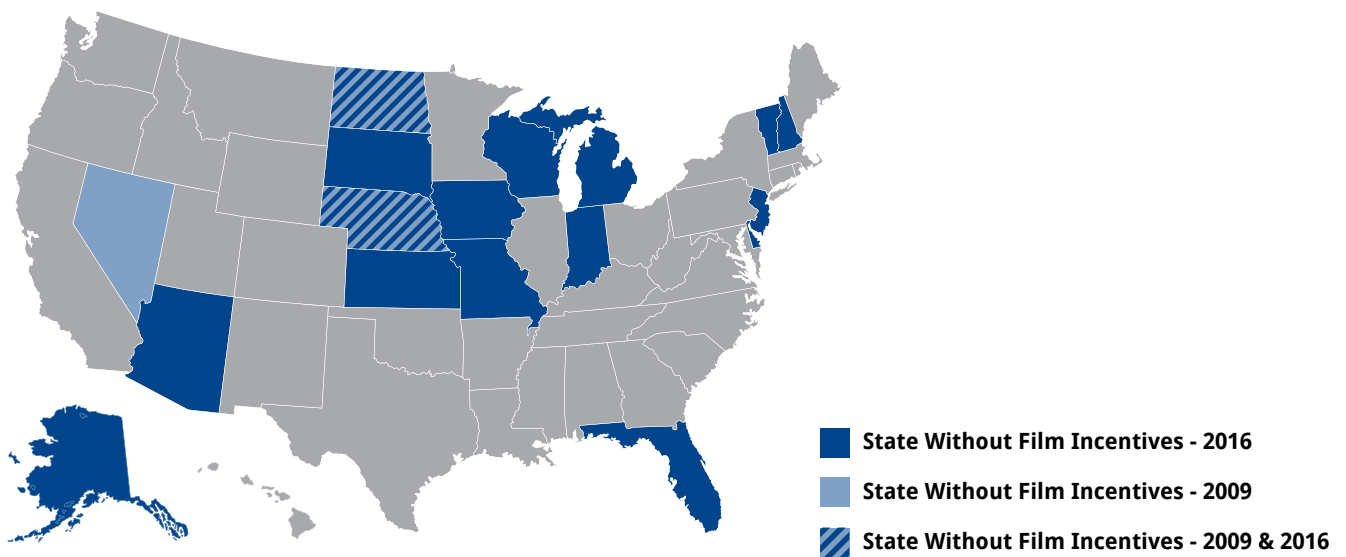 State Without Film Incentives - 2016
State Without Film Incentives - 2009
State Without Film Incentives - 2009 & 2016